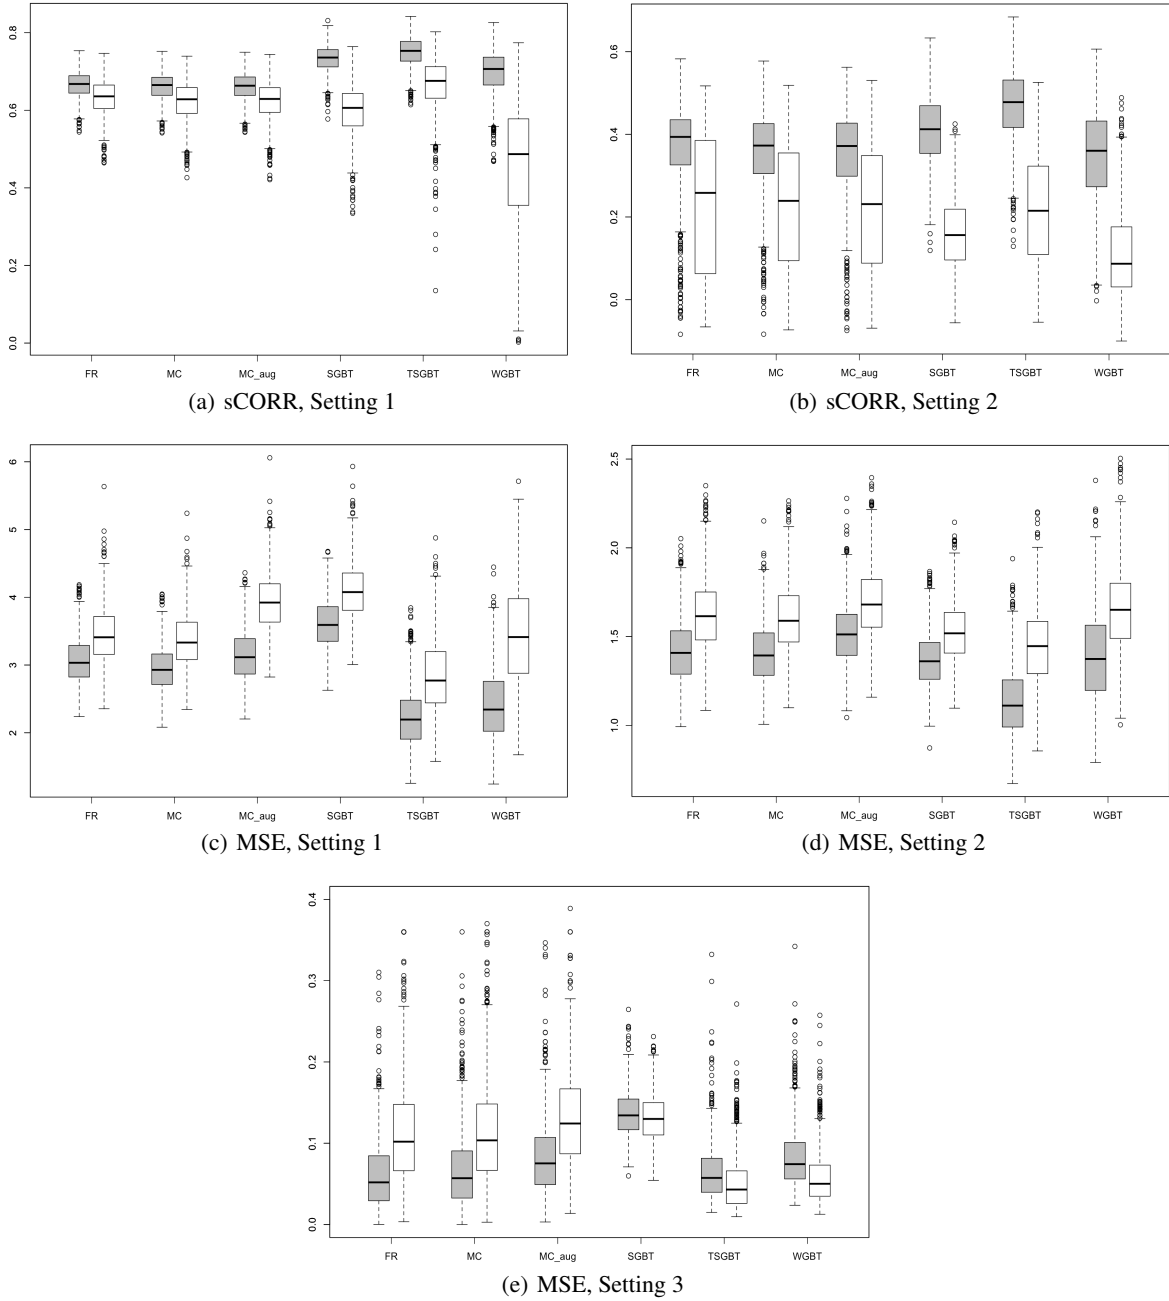 0.0 0.2 0.4 0.6 0.8
FR MC MC_aug SGBT TSGBT WGBT
(a) sCORR, Setting 1
0.0 0.2 0.4 0.6
FR MC MC_aug SGBT TSGBT WGBT
(b) sCORR, Setting 2
2 3 4 5 6
FR MC MC_aug SGBT TSGBT WGBT
(c) MSE, Setting 1
1.0 1.5 2.0 2.5
FR MC MC_aug SGBT TSGBT WGBT
(d) MSE, Setting 2
0.0 0.1 0.2 0.3 0.4
FR MC MC_aug SGBT TSGBT WGBT
(e) MSE, Setting 3